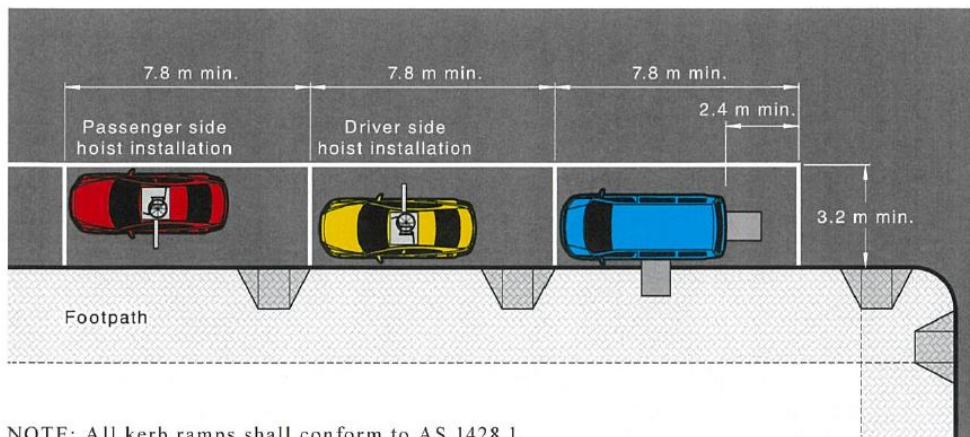 7.8 m min.
7.8 m min.
7.8 m min.
2.4 m min.
Passenger side
hoist installation
Driver side
hoist installation
3.2 m min.
Footpath
NOTE: All kerb ramps shall conform to AS 1428.1